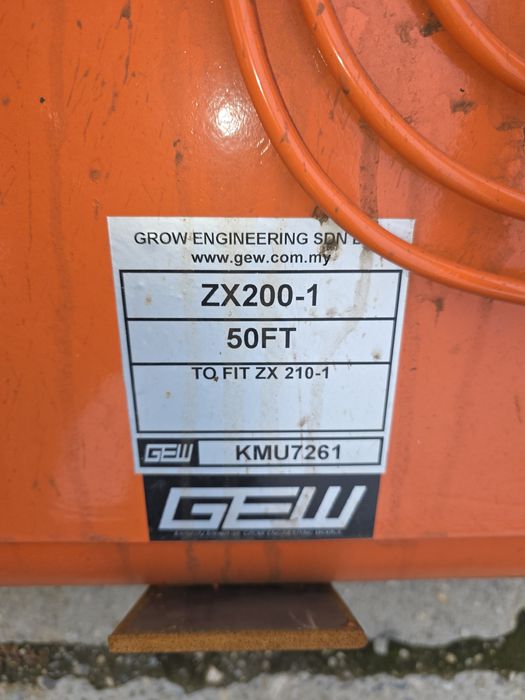 GROW ENGINEERING SDN
www.gew.com.my
ZX200-1
50FT
TO FIT ZX 210-1
GEW KMU7261
GEW